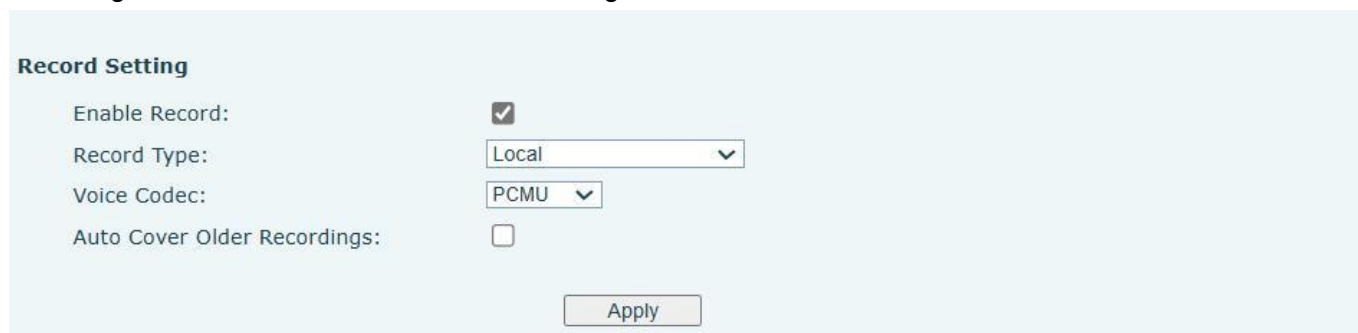 Record Setting
Enable Record:
Record Type: Local
Voice Codec: PCMU
Auto Cover Older Recordings:
Apply